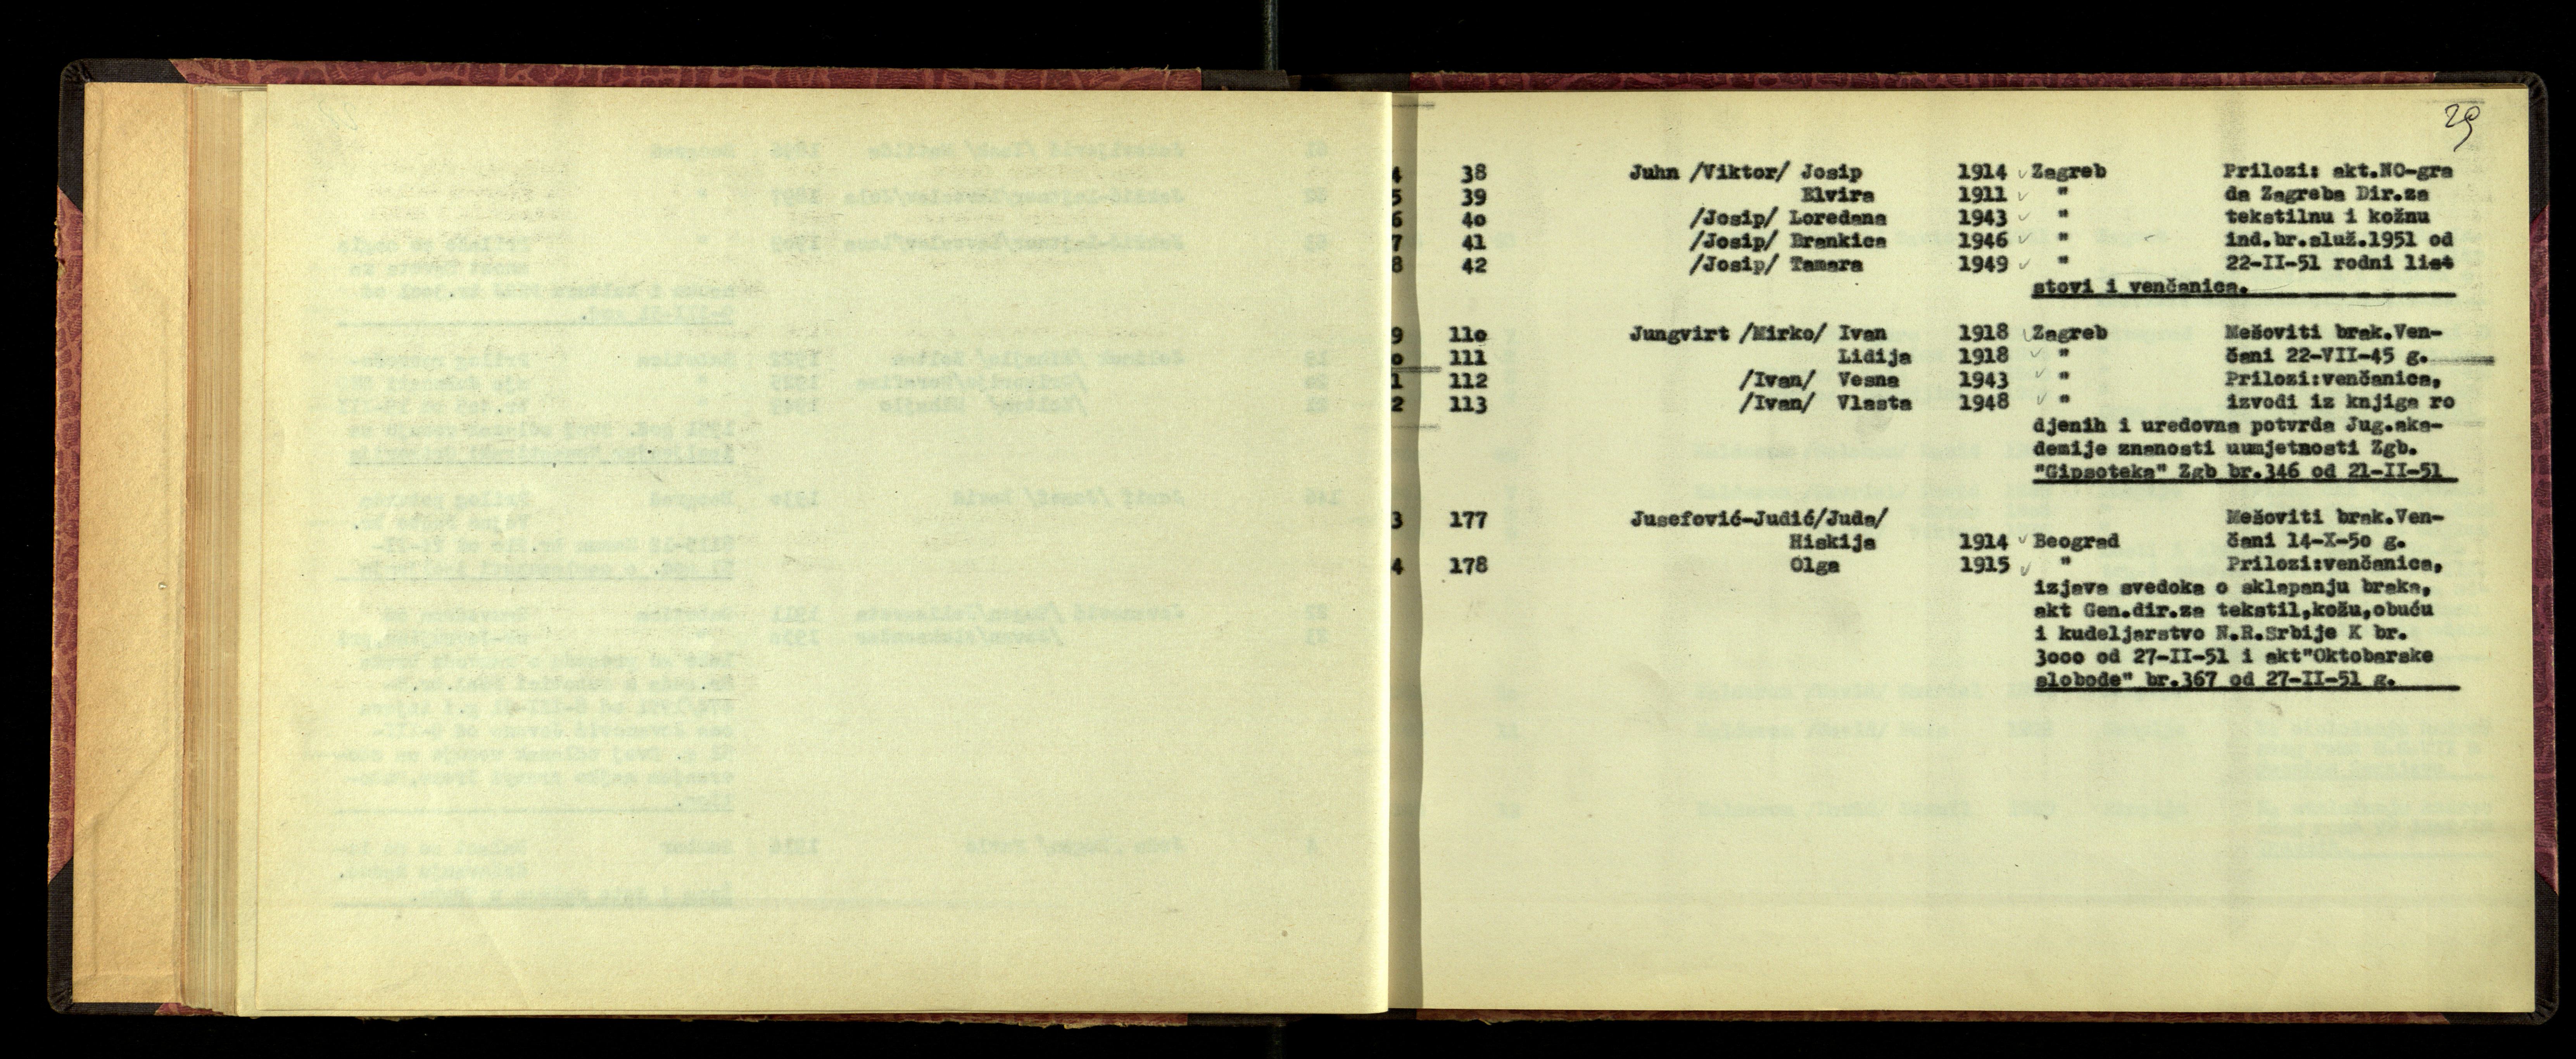 29
4 38 Juhn /Viktor/ Josip 1914 ✓ Zagreb Prilozi: akt.NO-gra
5 39 Elvira 1911 ✓ " da Zagreba Dir.za
6 4o /Josip/ Loredana 1943 ✓ " tekstilnu i kožnu
7 41 /Josip/ Brankica 1946 ✓ " ind.br.služ.1951 od
8 42 /Josip/ Tamara 1949 ✓ " 22-II-51 rodni list
stovi i venčanica.
9 11o Jungvirt /Mirko/ Ivan 1918 ✓ Zagreb Mešoviti brak.Ven-
o 111 Lidija 1918 ✓ " čani 22-VII-45 g.
1 112 /Ivan/ Vesna 1943 ✓ " Prilozi:venčanica,
2 113 /Ivan/ Vlasta 1948 ✓ " izvodi iz knjiga ro
djenih i uredovna potvrda Jug.aka-
demije znanosti uumjetnosti Zgb.
"Gipsoteka" Zgb br.346 od 21-II-51
3 177 Jusefović-Judić/Juda/ Mešoviti brak.Ven-
Hiskija 1914 ✓ Beograd čani 14-X-5o g.
4 178 Olga 1915 ✓ " Prilozi:venčanica,
izjava svedoka o sklapanju braka,
akt Gen.dir.za tekstil,kožu,obuću
i kudeljarstvo N.R.Srbije K br.
3ooo od 27-II-51 i akt"Oktobarske
slobode" br.367 od 27-II-51 g.